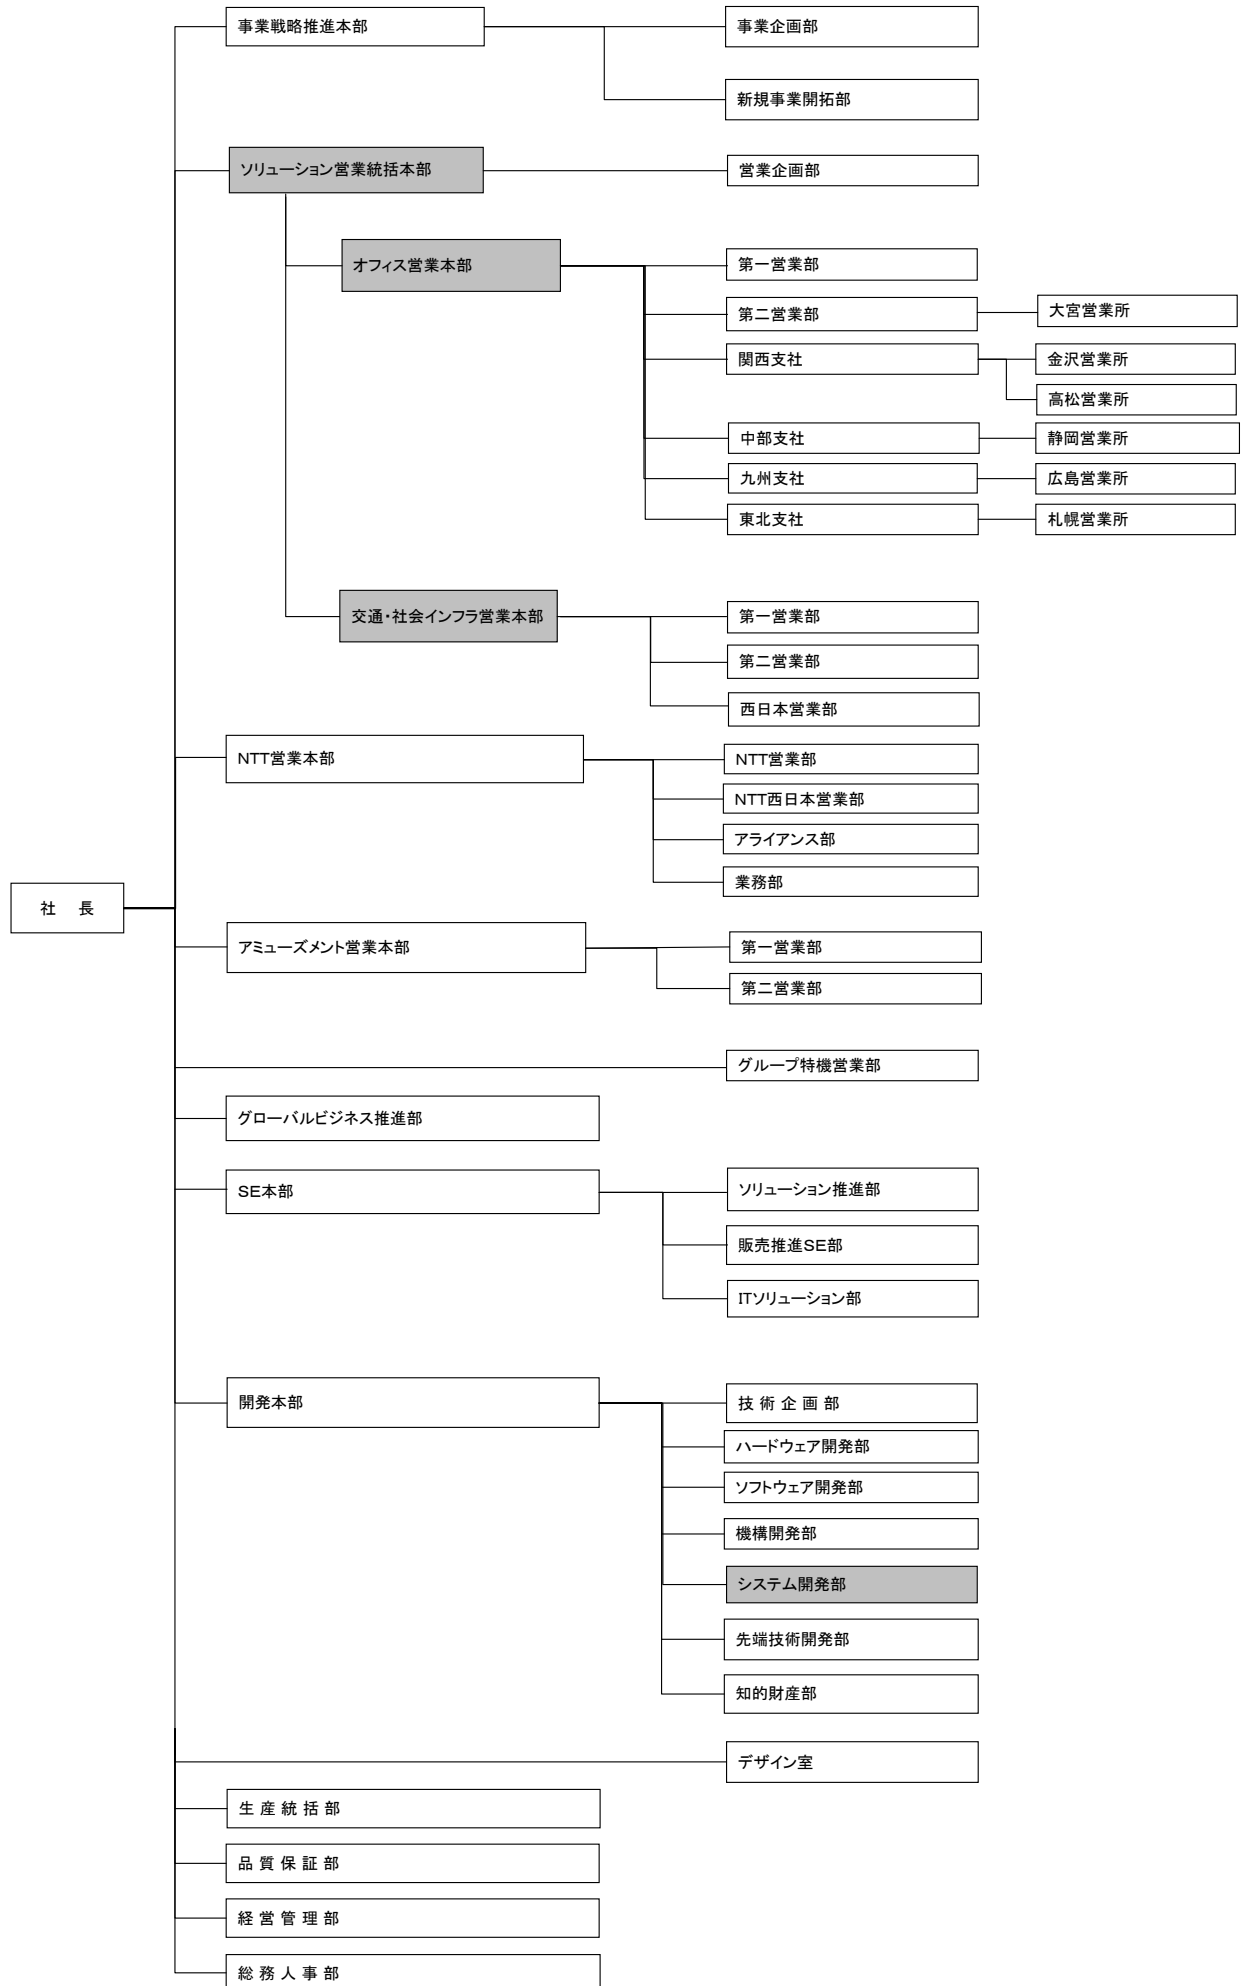 事業戦略推進本部
事業企画部
新規事業開拓部
ソリューション営業統括本部
営業企画部
オフィス営業本部
第一営業部
第二営業部
大宮営業所
関西支社
金沢営業所
高松営業所
中部支社
静岡営業所
九州支社
広島営業所
東北支社
札幌営業所
交通・社会インフラ営業本部
第一営業部
第二営業部
西日本営業部
NTT営業本部
NTT営業部
NTT西日本営業部
アライアンス部
業務部
社 長
アミューズメント営業本部
第一営業部
第二営業部
グループ特機営業部
グローバルビジネス推進部
SE本部
ソリューション推進部
販売推進SE部
ITソリューション部
開発本部
技 術 企 画 部
ハードウェア開発部
ソフトウェア開発部
機構開発部
システム開発部
先端技術開発部
知的財産部
デザイン室
生 産 統 括 部
品 質 保 証 部
経 営 管 理 部
総 務 人 事 部